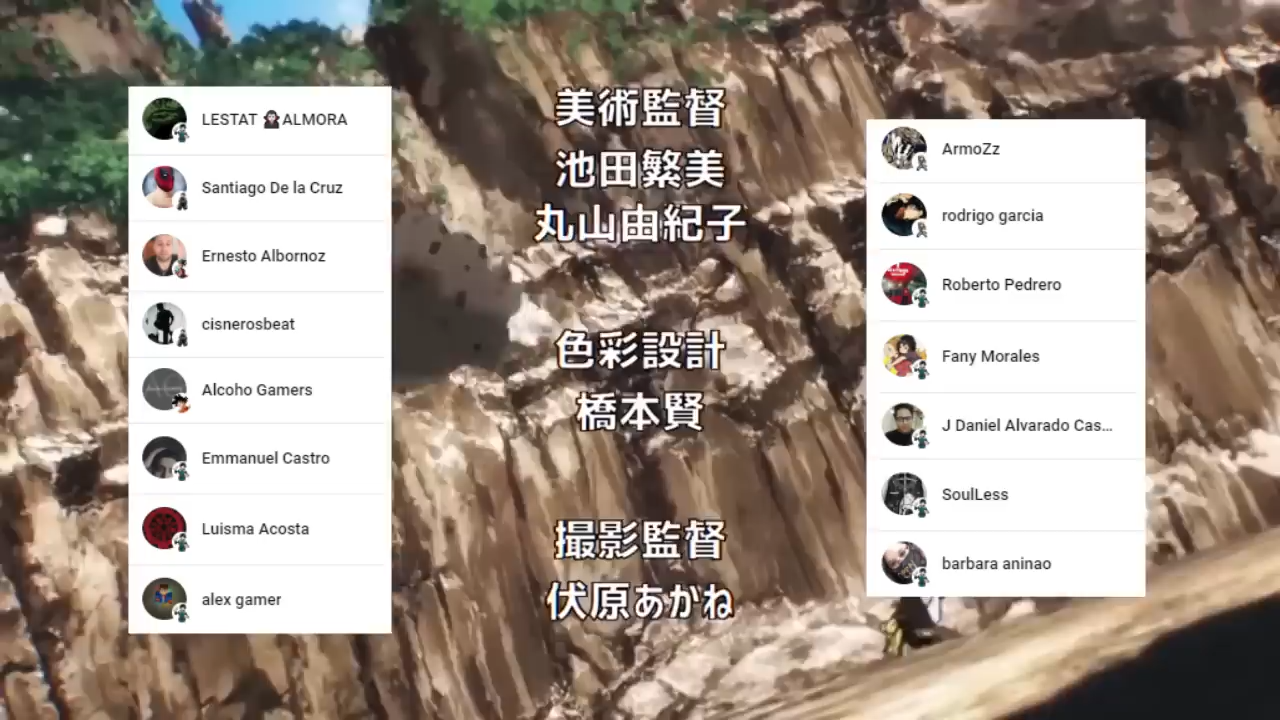 LESTAT 🧛🏻‍♀️ALMORA
Santiago De la Cruz
Ernesto Albornoz
cisnerosbeat
Alcoho Gamers
Emmanuel Castro
Luisma Acosta
alex gamer
美術監督
池田繁美
丸山由紀子
色彩設計
橋本賢
撮影監督
伏原あかね
ArmoZz
rodrigo garcia
Roberto Pedrero
Fany Morales
J Daniel Alvarado Cas...
SoulLess
barbara aninao